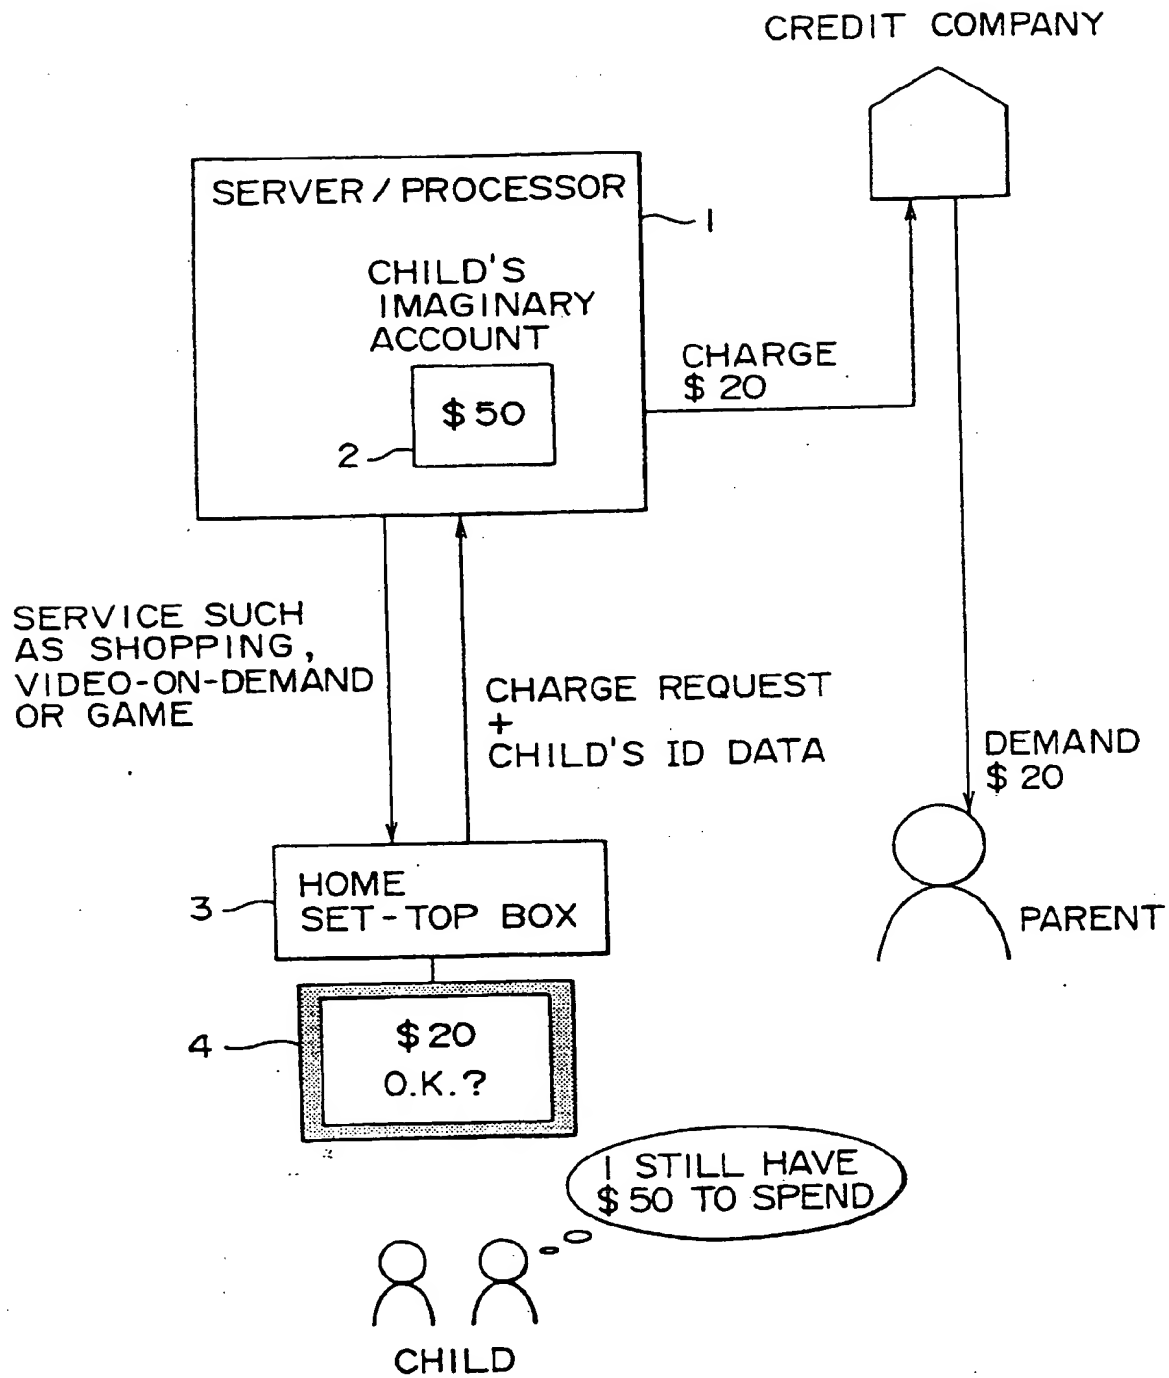 CREDIT COMPANY
SERVER / PROCESSOR
1
CHILD'S
IMAGINARY
ACCOUNT
$ 50
2
CHARGE
$ 20
SERVICE SUCH
AS SHOPPING,
VIDEO-ON-DEMAND
OR GAME
CHARGE REQUEST
+
CHILD'S ID DATA
DEMAND
$ 20
PARENT
3
HOME
SET-TOP BOX
4
$ 20
O.K.?
I STILL HAVE
$ 50 TO SPEND
CHILD